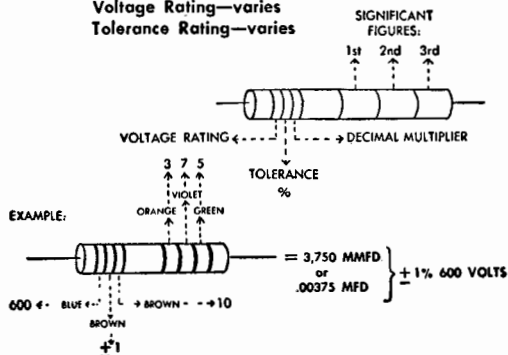 Voltage Rating—varies
Tolerance Rating—varies
SIGNIFICANT
FIGURES:
1st 2nd 3rd
VOLTAGE RATING
DECIMAL MULTIPLIER
TOLERANCE
%
3 7 5
VIOLET
ORANGE GREEN
EXAMPLE:
= 3,750 MMFD.
or
.00375 MFD
± 1% 600 VOLTS
600 BLUE BROWN 10
BROWN
±1